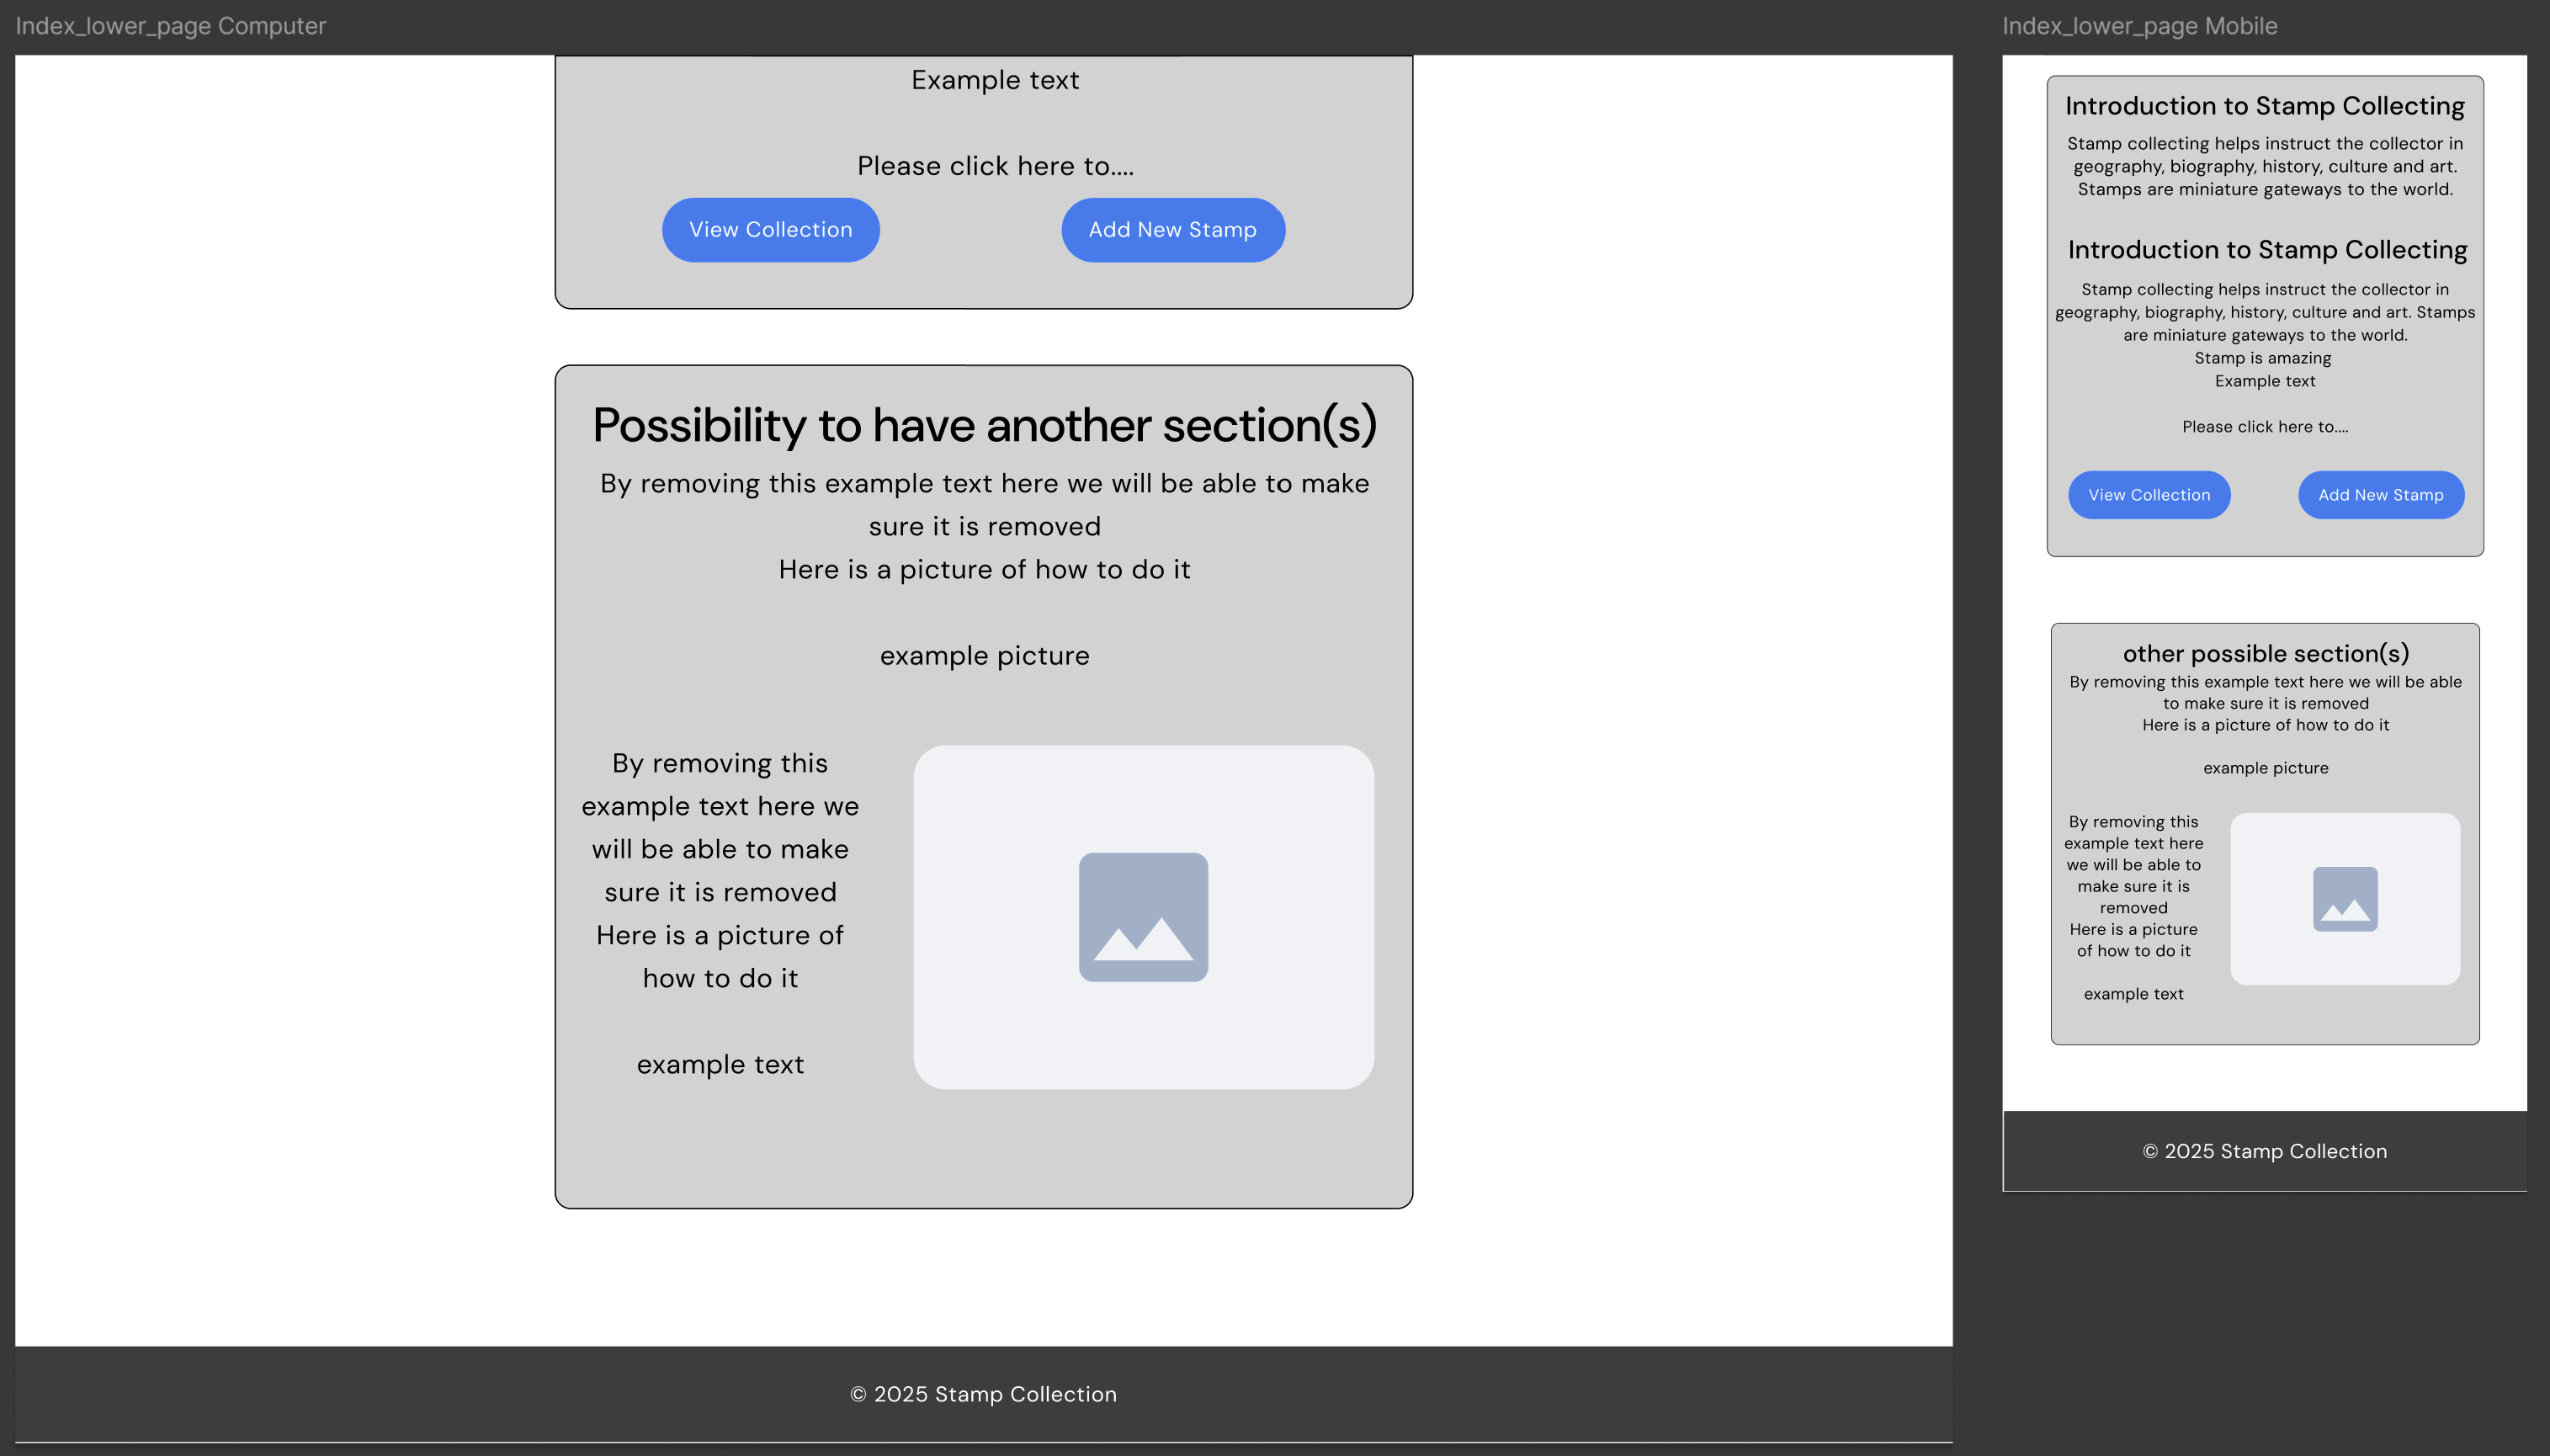 Index_lower_page Computer
Example text
Please click here to....
View Collection
Add New Stamp
Possibility to have another section(s)
By removing this example text here we will be able to make
sure it is removed
Here is a picture of how to do it
example picture
By removing this
example text here we
will be able to make
sure it is removed
Here is a picture of
how to do it
example text
© 2025 Stamp Collection
Index_lower_page Mobile
Introduction to Stamp Collecting
Stamp collecting helps instruct the collector in
geography, biography, history, culture and art.
Stamps are miniature gateways to the world.
Introduction to Stamp Collecting
Stamp collecting helps instruct the collector in
geography, biography, history, culture and art. Stamps
are miniature gateways to the world.
Stamp is amazing
Example text
Please click here to....
View Collection
Add New Stamp
other possible section(s)
By removing this example text here we will be able
to make sure it is removed
Here is a picture of how to do it
example picture
By removing this
example text here
we will be able to
make sure it is
removed
Here is a picture
of how to do it
example text
© 2025 Stamp Collection